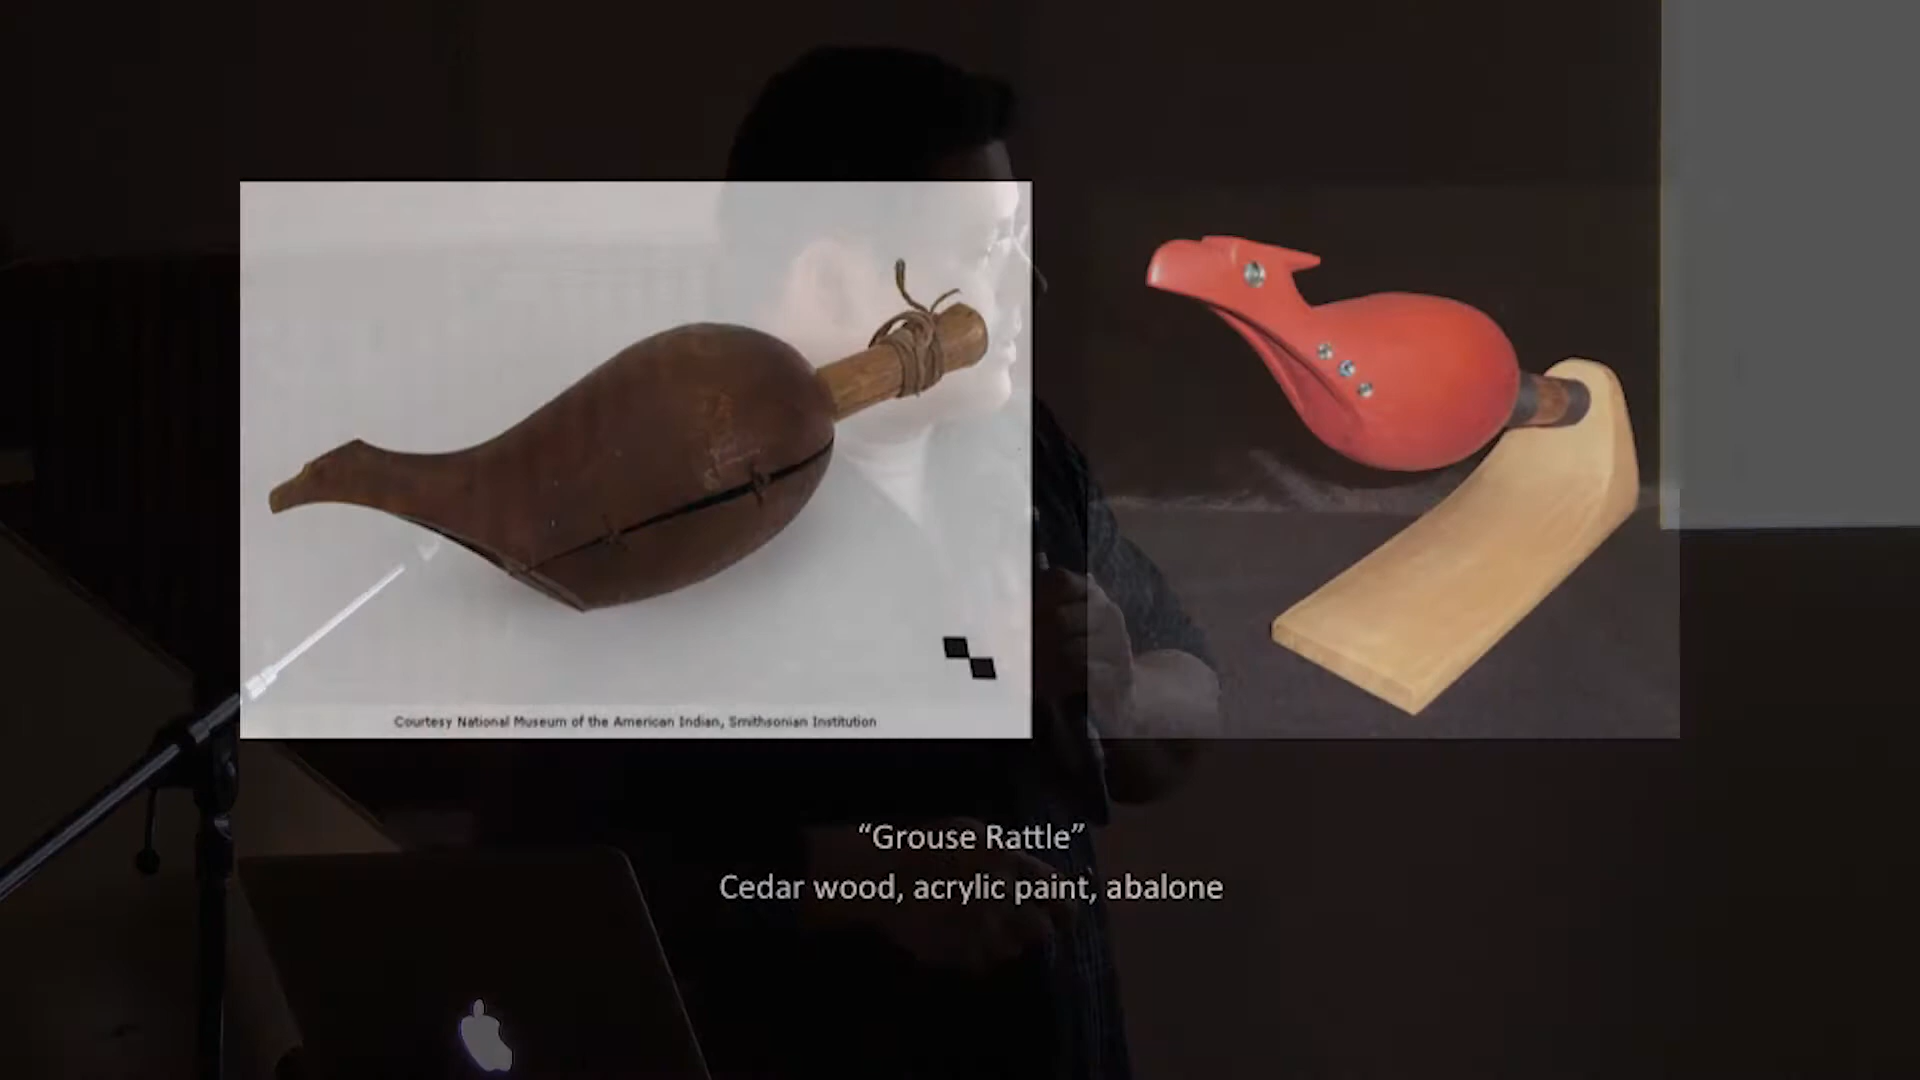 Courtesy National Museum of the American Indian, Smithsonian Institution
“Grouse Rattle”
Cedar wood, acrylic paint, abalone